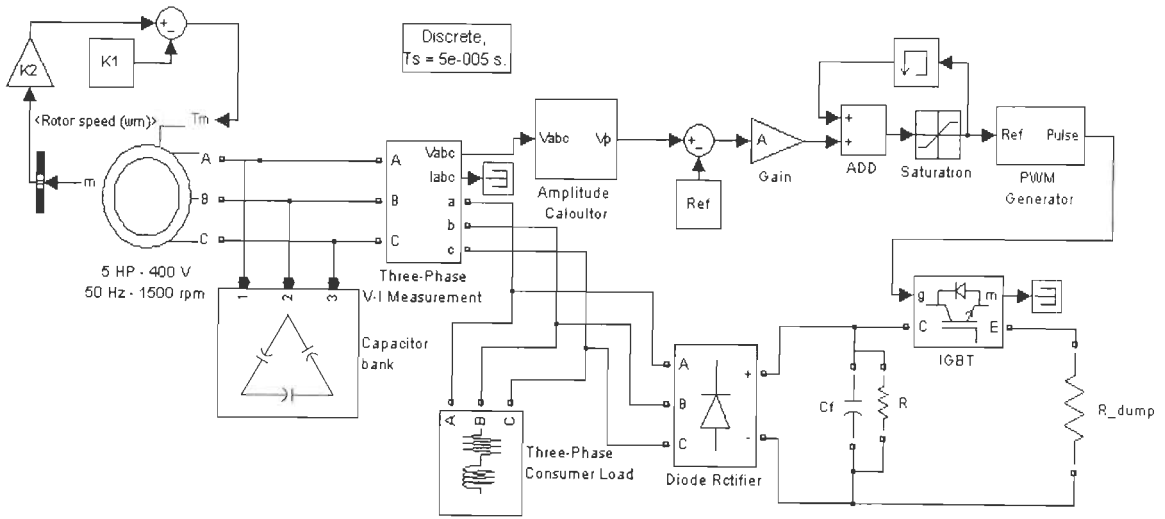 Discrete,
Ts = 5e-005 s.
K2
K1
<Rotor speed (wm)>
Tm
m
A
B
C
5 HP - 400 V
50 Hz - 1500 rpm
1
2
3
Capacitor
bank
A
B
C
Vabc
Iabc
a
b
c
Three-Phase
V-I Measurement
Vabc
Vp
Amplitude
Calcultor
Ref
A
Gain
ADD
Saturation
Ref
Pulse
PWM
Generator
g
m
C
E
IGBT
A
B
C
Three-Phase
Consumer Load
A
B
C
+
-
Diode Rctifier
Cf
R
R_dump